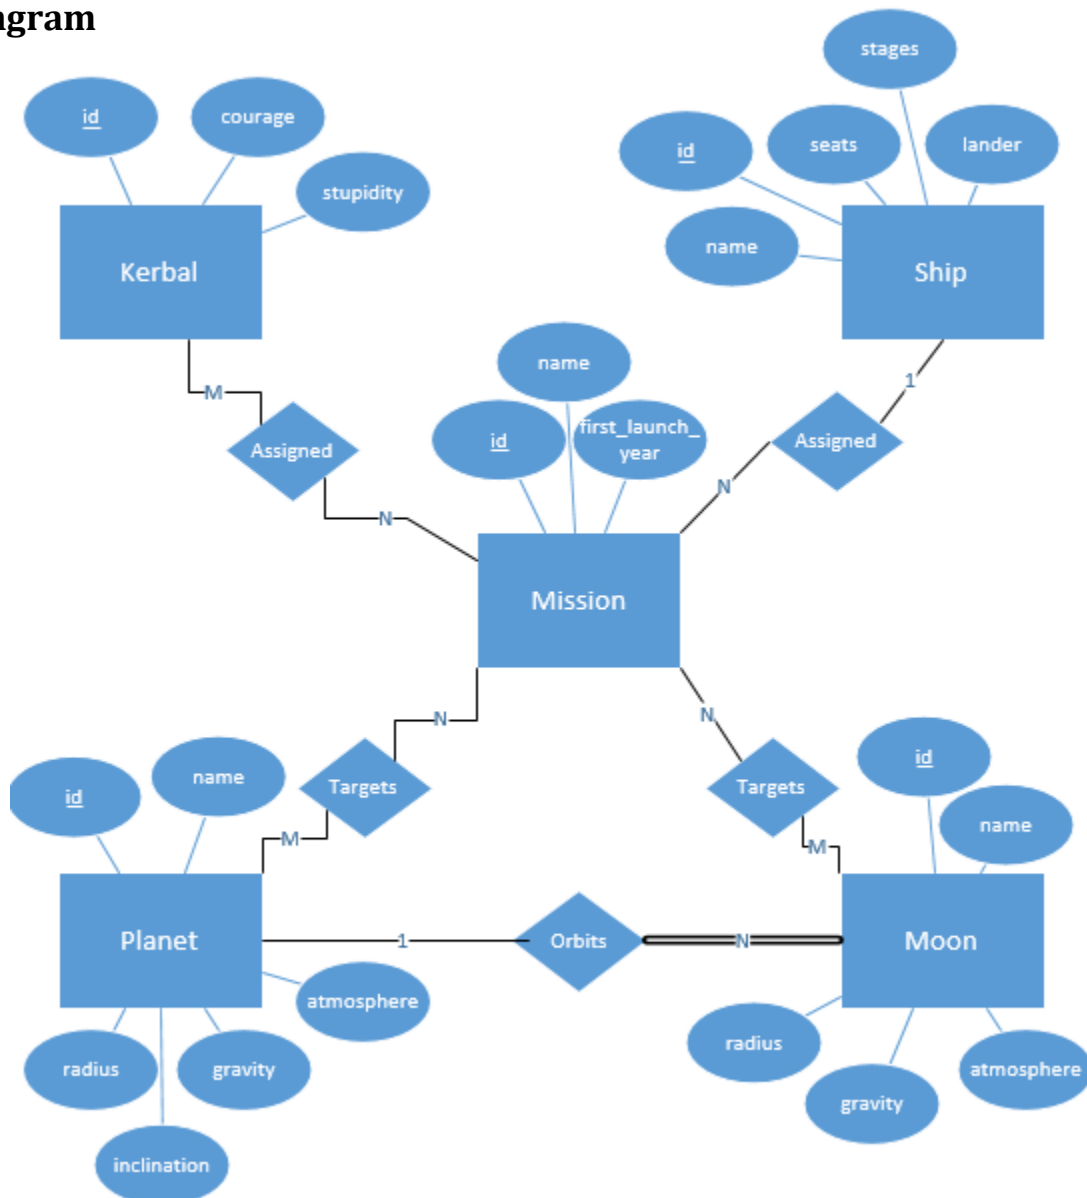 ngram
stages
id
courage
id
seats
lander
stupidity
name
Kerbal
Ship
name
M
1
id
first_launch_
year
Assigned
Assigned
N
N
Mission
N
N
id
name
id
Targets
Targets
name
M
M
Planet
1
Orbits
N
Moon
atmosphere
radius
gravity
radius
atmosphere
gravity
inclination